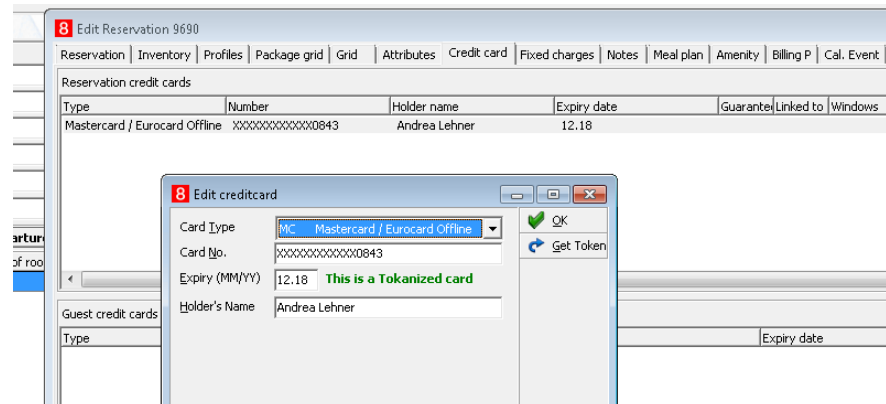 8 Edit Reservation 9690
Reservation Inventory Profiles Package grid Grid Attributes Credit card Fixed charges Notes Meal plan Amenity Billing P Cal. Event
Reservation credit cards
Type Number Holder name Expiry date Guarantee Linked to Windows
Mastercard / Eurocard Offline XXXXXXXXXXXX0843 Andrea Lehner 12.18
8 Edit creditcard
Card Type MC Mastercard / Eurocard Offline OK
Card No. XXXXXXXXXXXX0843 Get Token
Expiry (MM/YY) 12.18 This is a Tokanized card
Holder's Name Andrea Lehner
arture
of roo
Guest credit cards
Type Expiry date